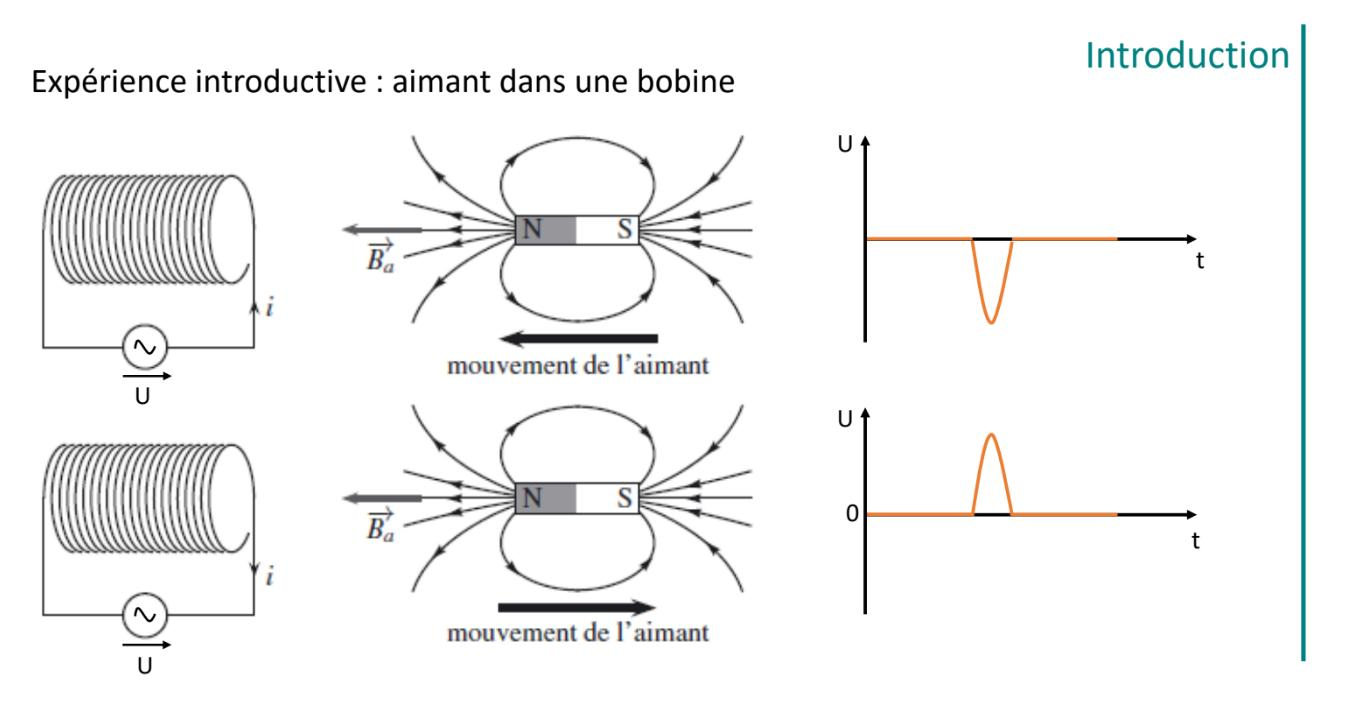 Introduction
Expérience introductive : aimant dans une bobine
i
U
N S
B⃗a
mouvement de l'aimant
U
t
i
U
N S
B⃗a
mouvement de l'aimant
U
0
t